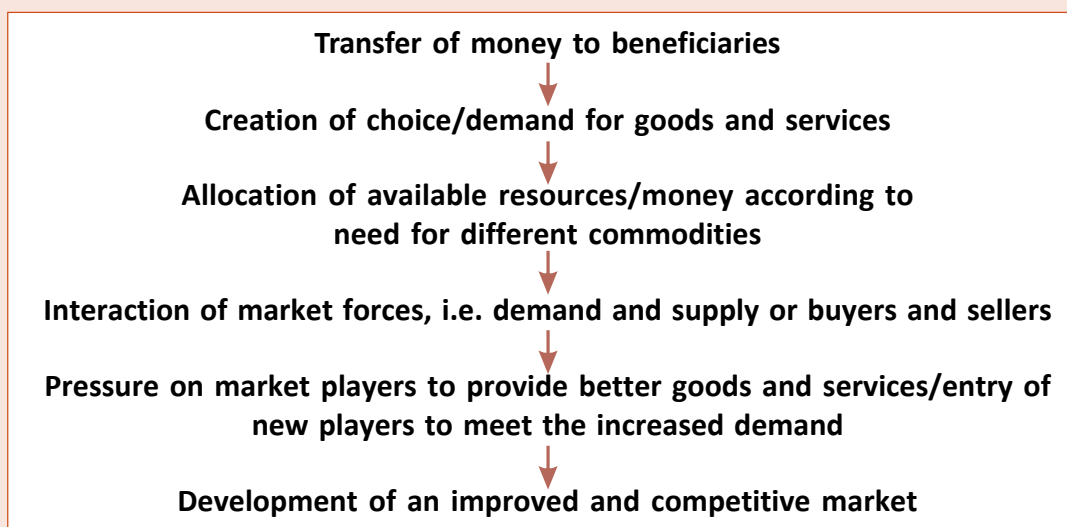 Transfer of money to beneficiaries
Creation of choice/demand for goods and services
Allocation of available resources/money according to
need for different commodities
Interaction of market forces, i.e. demand and supply or buyers and sellers
Pressure on market players to provide better goods and services/entry of
new players to meet the increased demand
Development of an improved and competitive market